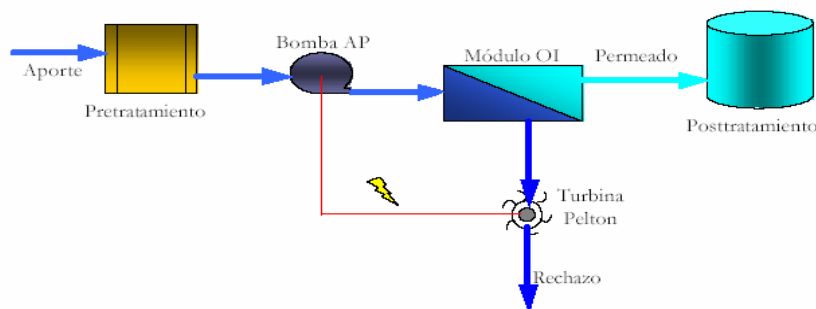 Bomba AP
Módulo OI
Permeado
Aporte
Pretratamiento
Posttratamiento
Turbina
Pelton
Rechazo